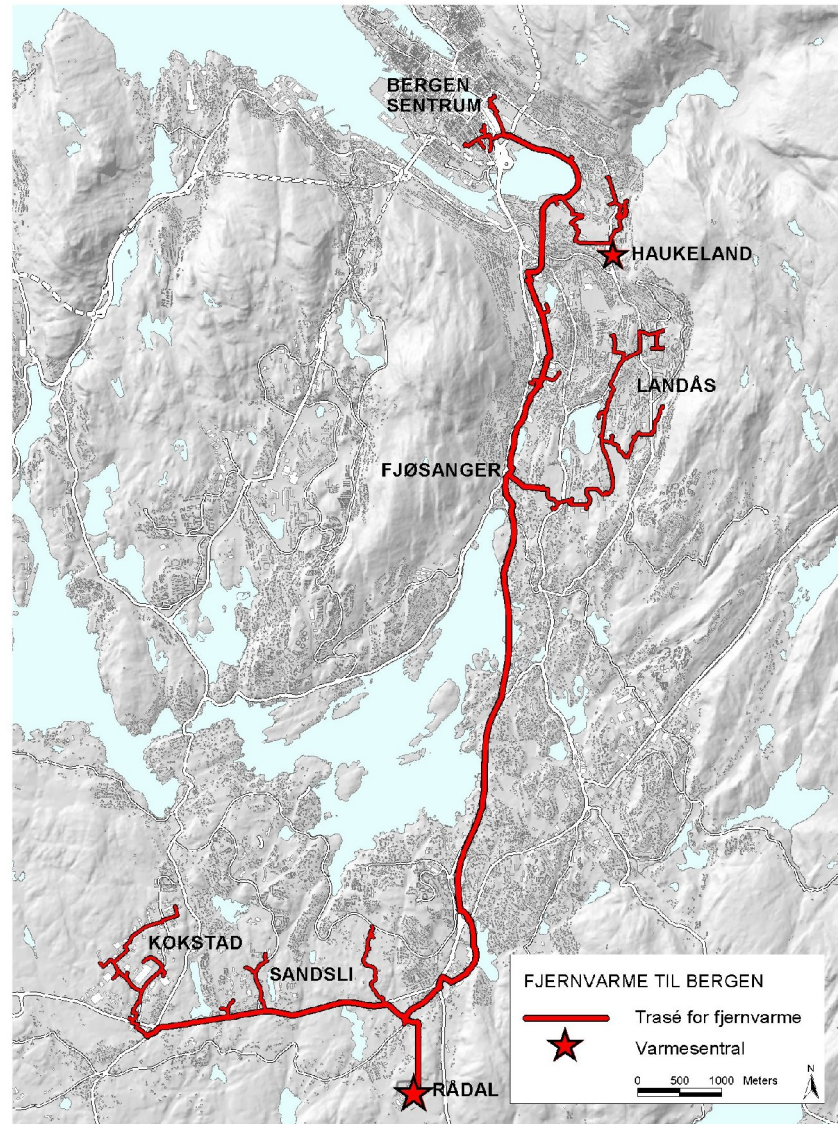 BERGEN
SENTRUM
HAUKELAND
LANDÅS
FJØSANGER
KOKSTAD
SANDSLI
RÅDAL
FJERNVARME TIL BERGEN
Trasé for fjernvarme
Varmesentral
0 500 1000 Meters
N